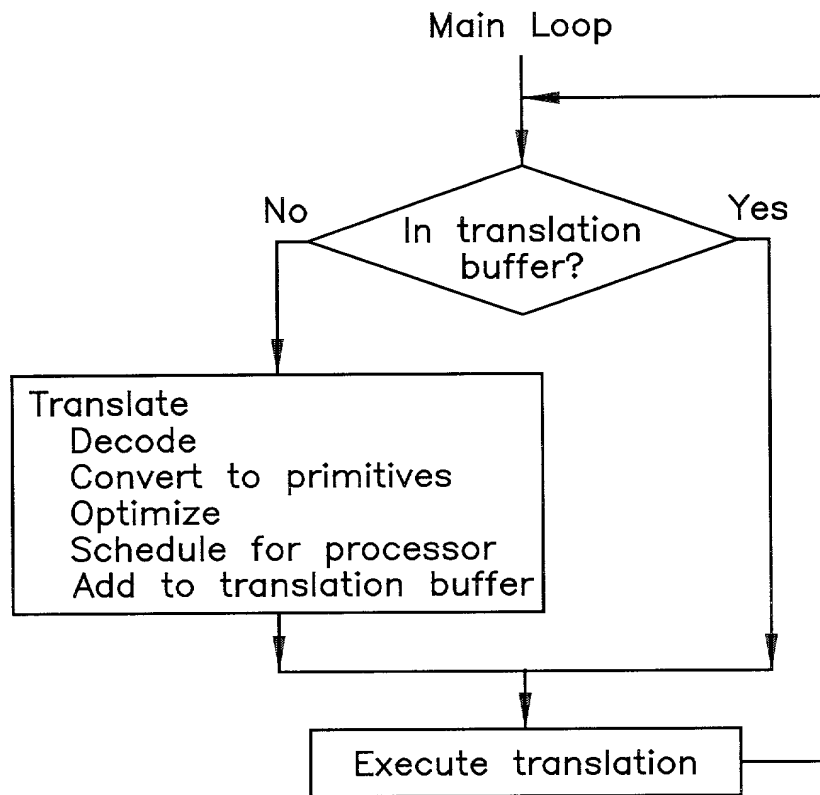 Main Loop
No
Yes
In translation
buffer?
Translate
Decode
Convert to primitives
Optimize
Schedule for processor
Add to translation buffer
Execute translation